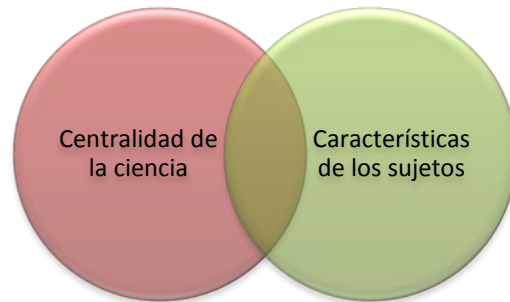 Centralidad de
la ciencia
Características
de los sujetos